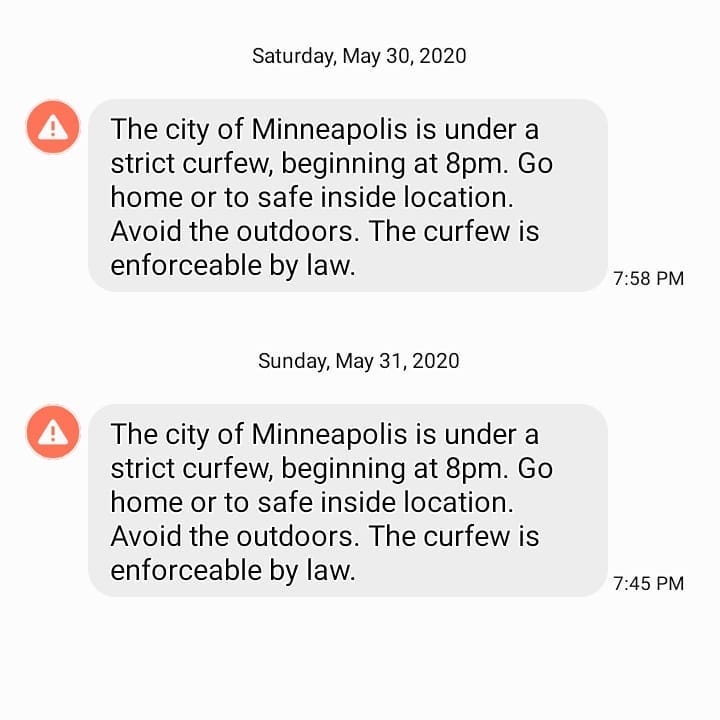 Saturday, May 30, 2020
The city of Minneapolis is under a
strict curfew, beginning at 8pm. Go
home or to safe inside location.
Avoid the outdoors. The curfew is
enforceable by law.
7:58 PM
Sunday, May 31, 2020
The city of Minneapolis is under a
strict curfew, beginning at 8pm. Go
home or to safe inside location.
Avoid the outdoors. The curfew is
enforceable by law.
7:45 PM